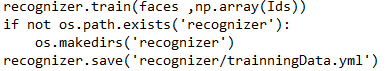 recognizer.train(faces ,np.array(Ids))
if not os.path.exists('recognizer'):
    os.makedirs('recognizer')
recognizer.save('recognizer/trainningData.yml')